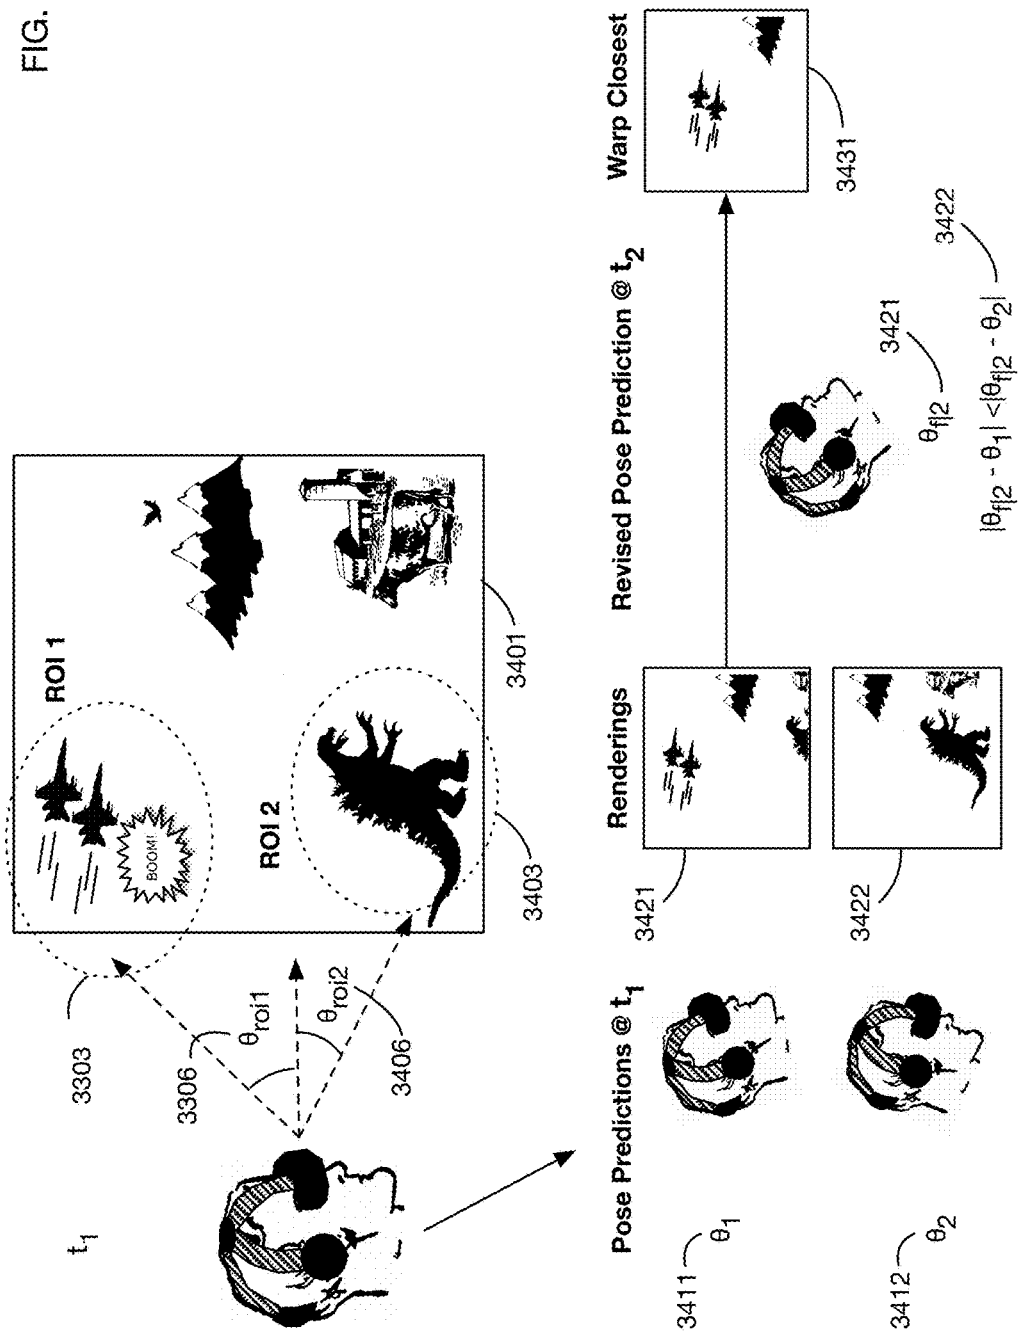 FIG.
t1
3303
3306
θroi1
θroi2
3406
ROI 1
BOOM!
ROI 2
3403
3401
Pose Predictions @ t1
Renderings
Revised Pose Prediction @ t2
Warp Closest
3411
θ1
3412
θ2
3421
3422
3421
θf|2
|θf|2 - θ1| <|θf|2 - θ2|
3422
3431